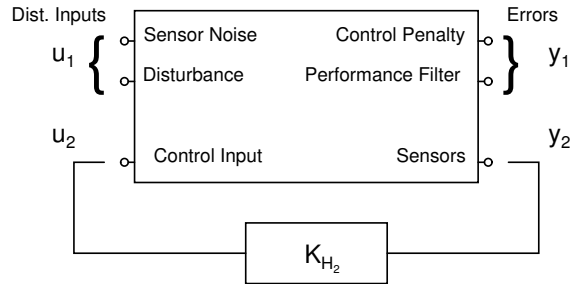 Dist. Inputs Errors
u1 { Sensor Noise Control Penalty } y1
Disturbance Performance Filter
u2 Control Input Sensors y2
KH2